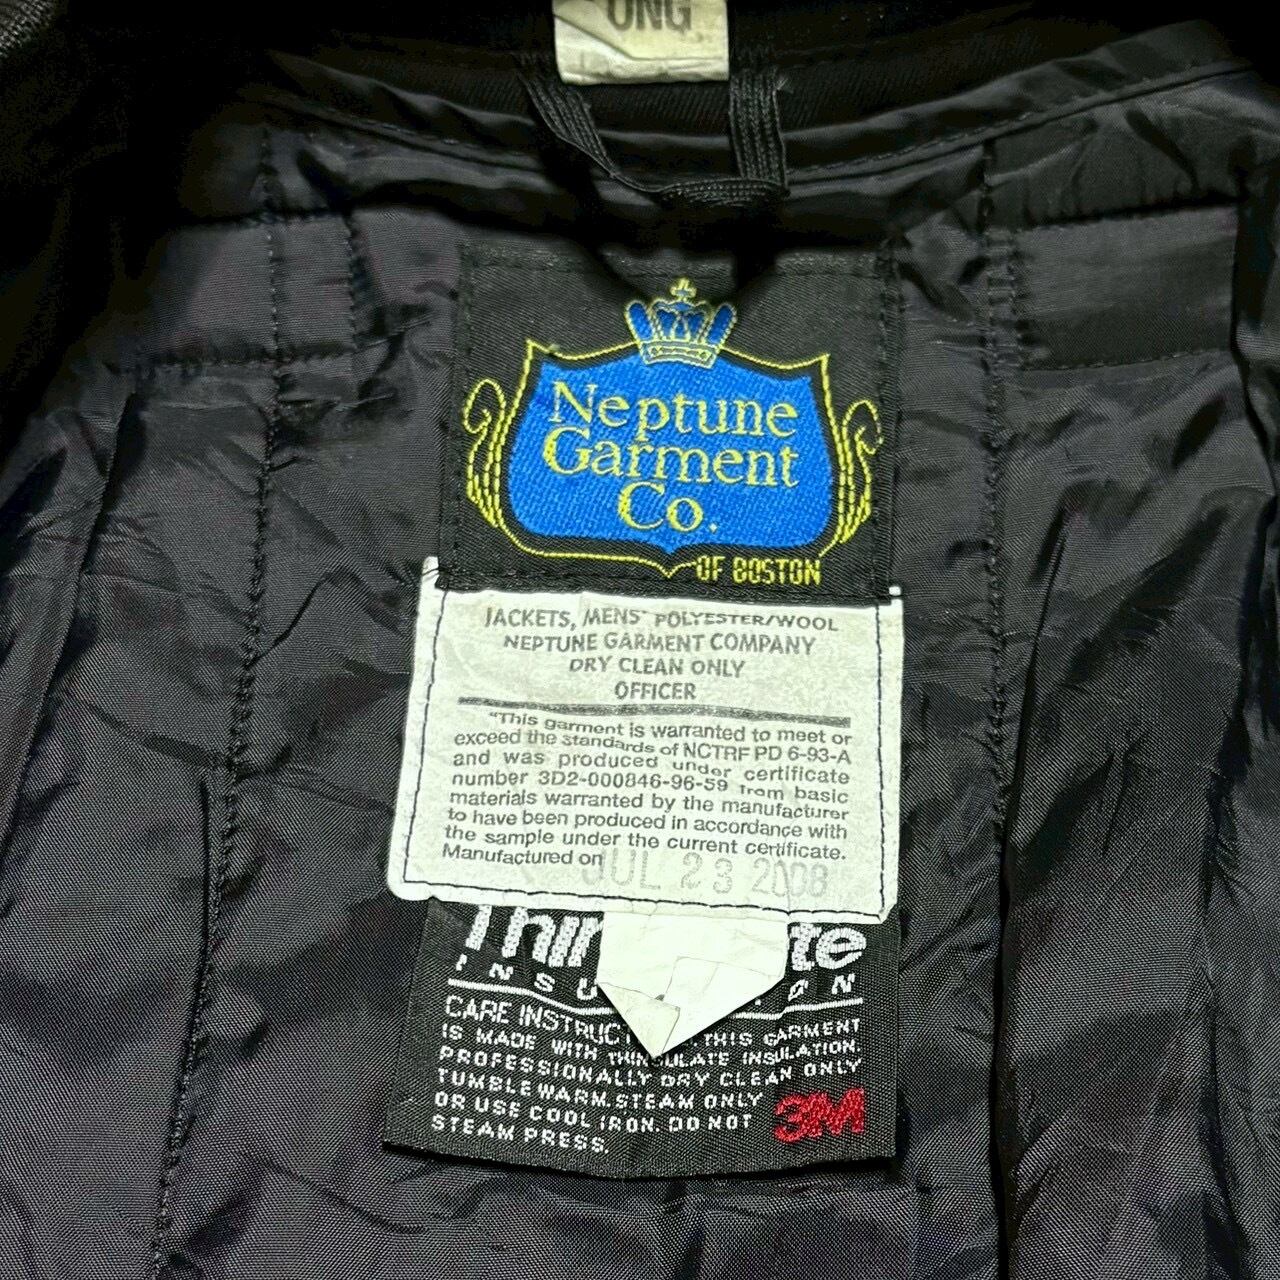 ONG
Neptune
Garment
Co.
OF BOSTON
JACKETS, MENS' POLYESTER/WOOL
NEPTUNE GARMENT COMPANY
DRY CLEAN ONLY
OFFICER
"This garment is warranted to meet or
exceed the standards of NCTRF PD 6-93-A
and was produced under certificate
number 3D2-000846-96-59 from basic
materials warranted by the manufacturer
to have been produced in accordance with
the sample under the current certificate.
Manufactured on JUL 23 2008
CARE THIS GARMENT
IS MADE WITH THINSULATE INSULATION.
PROFESSIONALLY DRY CLEAN ONLY
TUMBLE WARM. STEAM ONLY
OR USE COOL IRON. DO NOT
STEAM PRESS.
3M